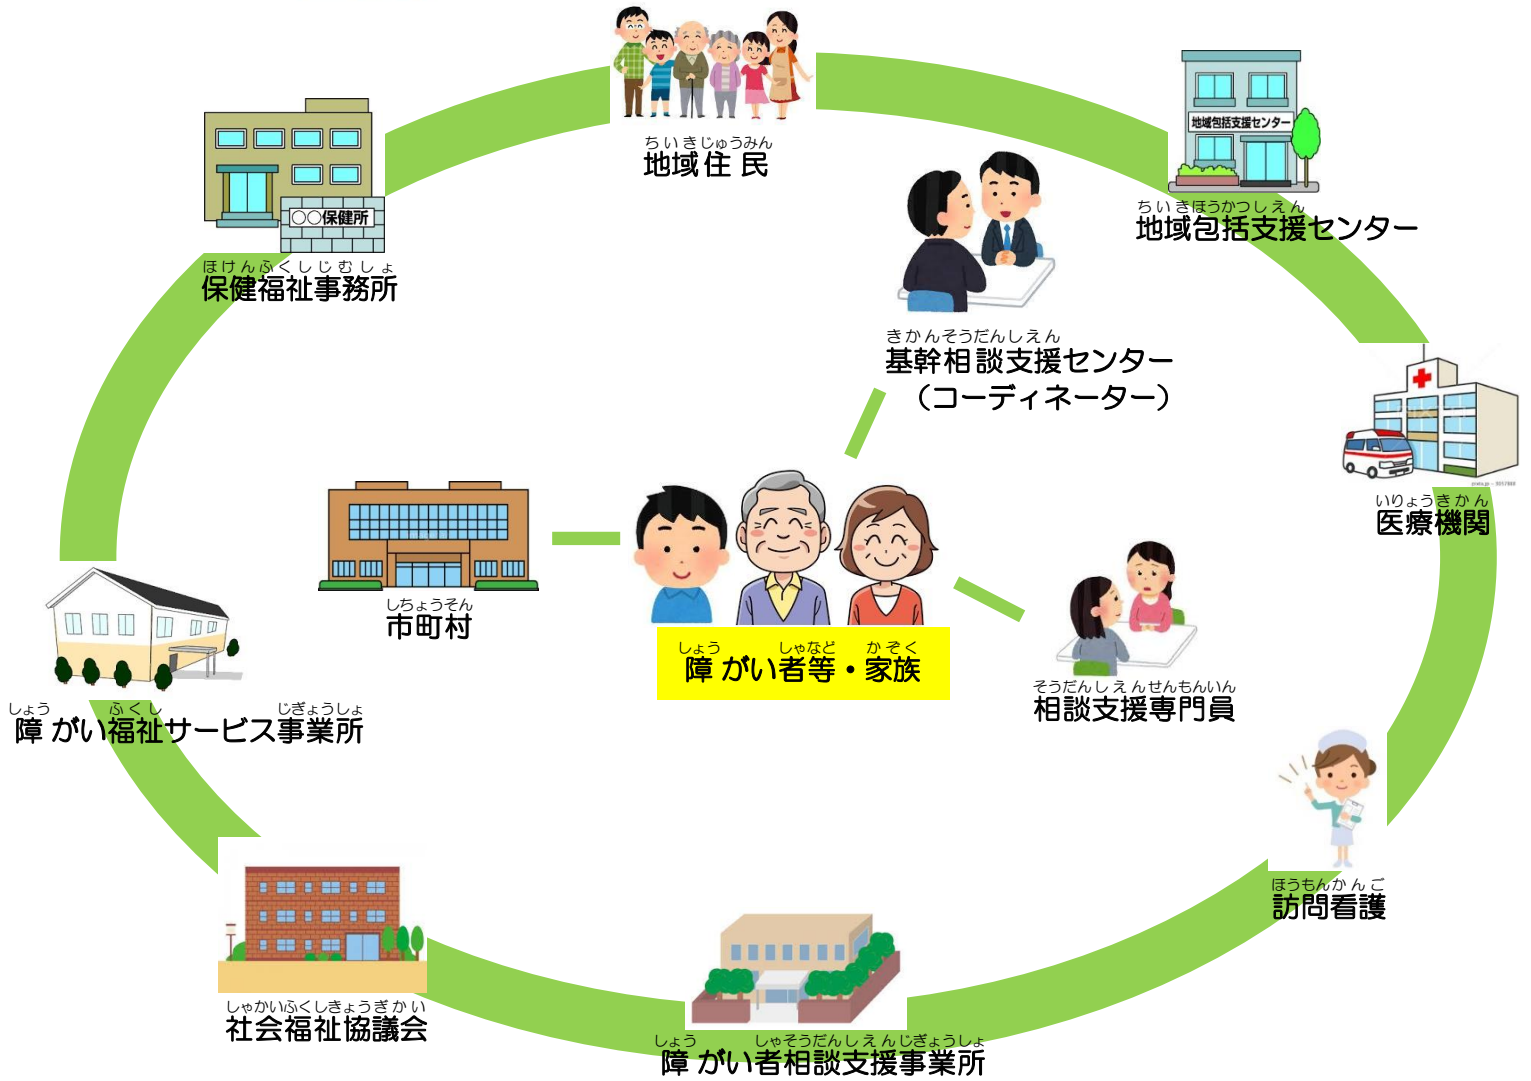 ちいきじゅうみん
地域住民
地域包括支援センター
ちいきほうかつしえん
地域包括支援センター
○○保健所
ほけんふくしじむしょ
保健福祉事務所
きかんそうだんしえん
基幹相談支援センター
（コーディネーター）
いりょうきかん
医療機関
しちょうそん
市町村
しょう しゃなど かぞく
障がい者等・家族
そうだんしえんせんもんいん
相談支援専門員
しょう ふくし じぎょうしょ
障がい福祉サービス事業所
ほうもんかんご
訪問看護
しゃかいふくしきょうぎかい
社会福祉協議会
しょう しゃそうだんしえんじぎょうしょ
障がい者相談支援事業所